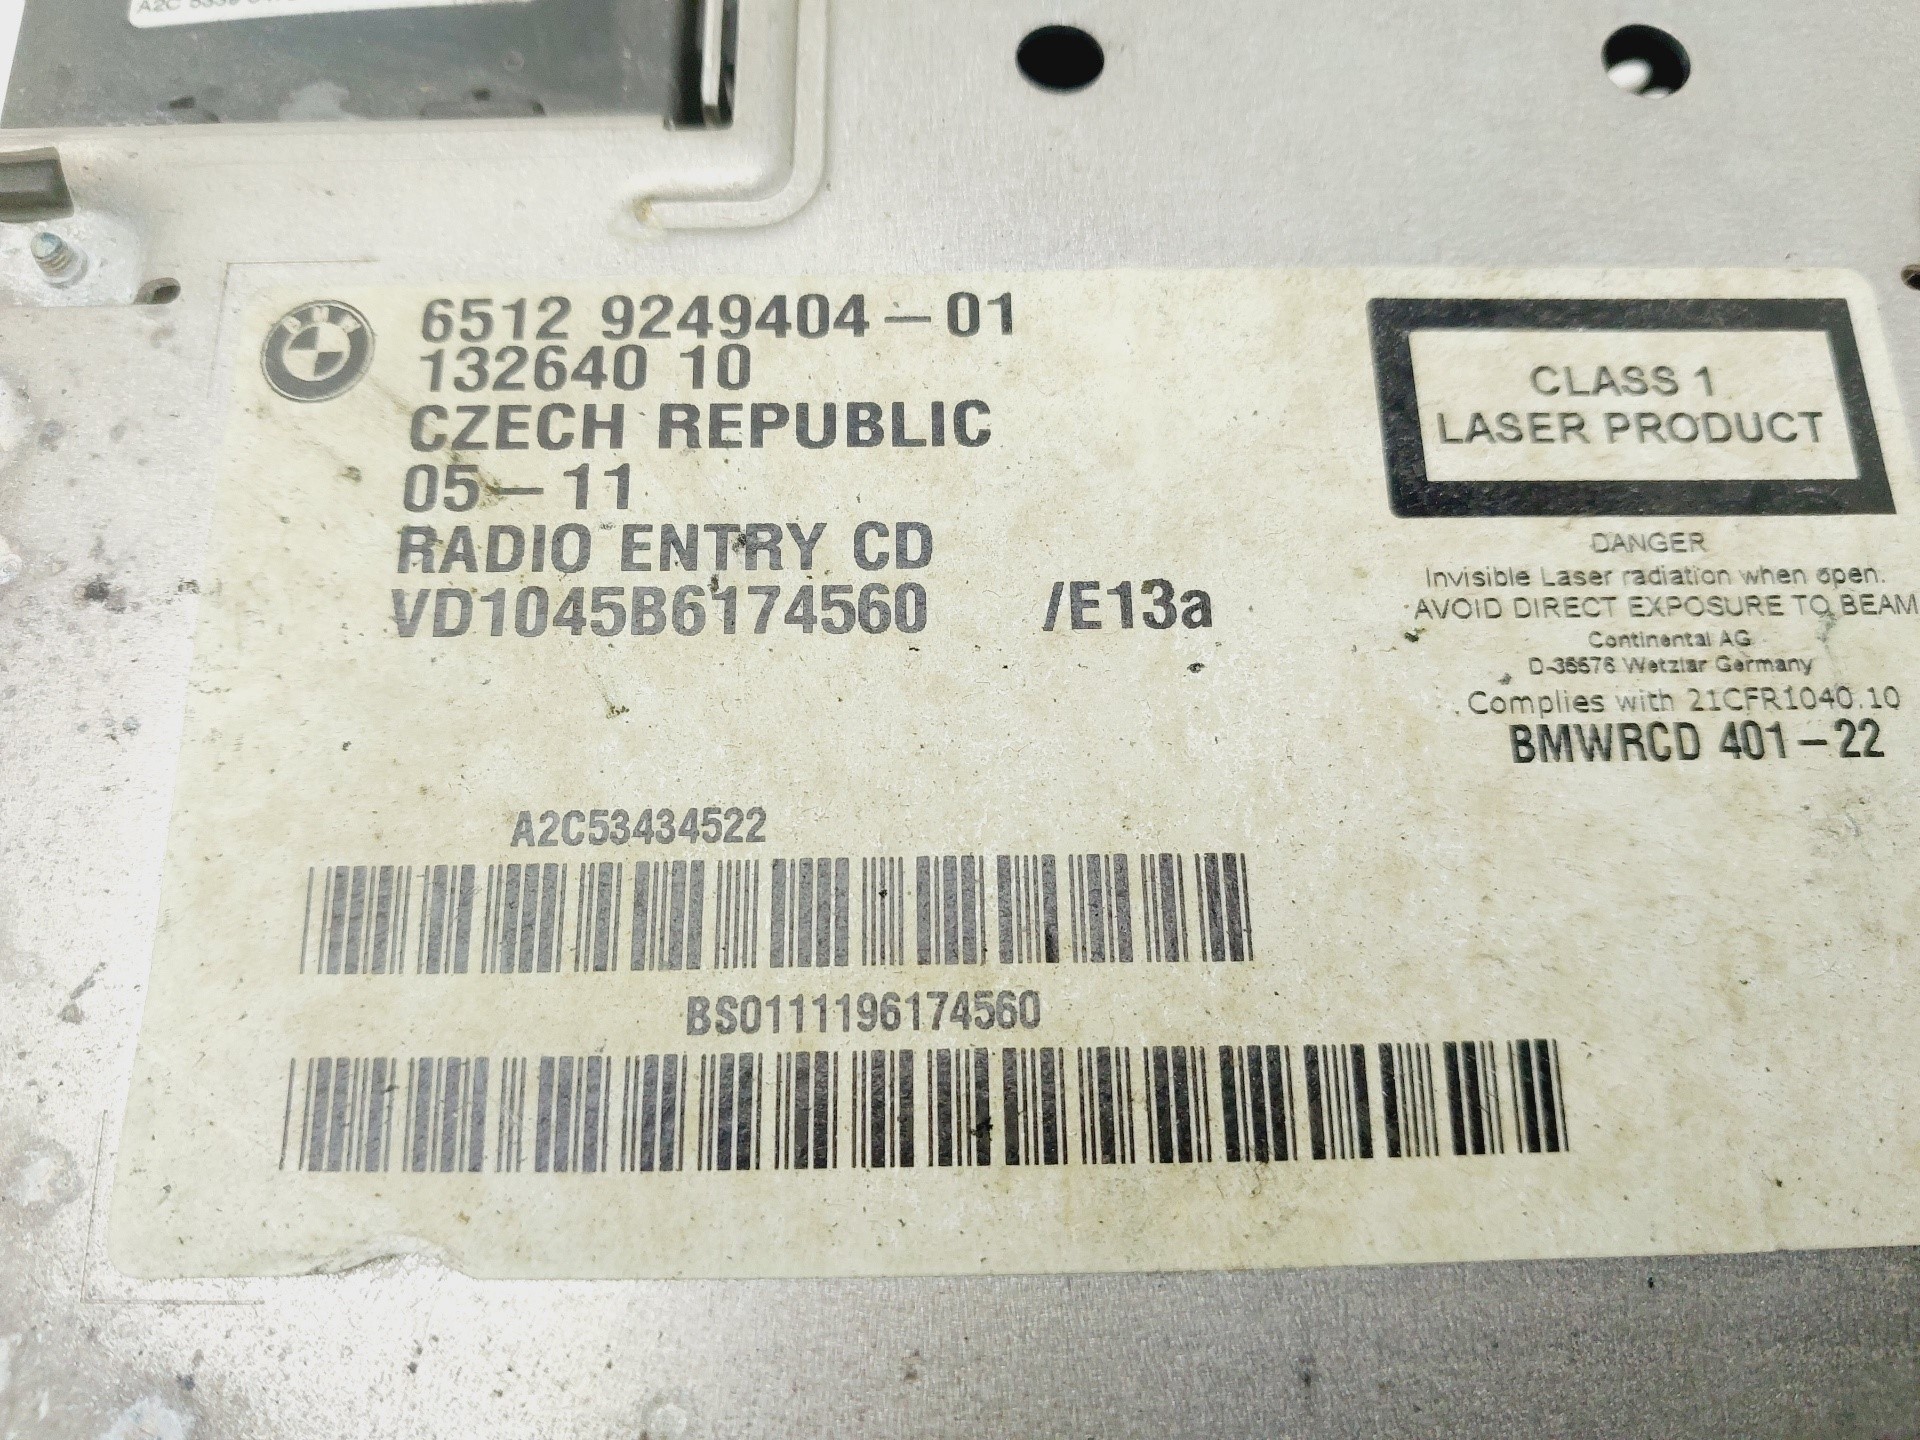 A2C
BMW
6512 9249404-01
132640 10
CZECH REPUBLIC
05-11
RADIO ENTRY CD
VD1045B6174560 /E13a
CLASS 1
LASER PRODUCT
DANGER
Invisible Laser radiation when open.
AVOID DIRECT EXPOSURE TO BEAM
Continental AG
Wetzlar Germany
Complies with 21CFR1040.10
BMWRCD 401-22
A2C53434522
BS0111196174560